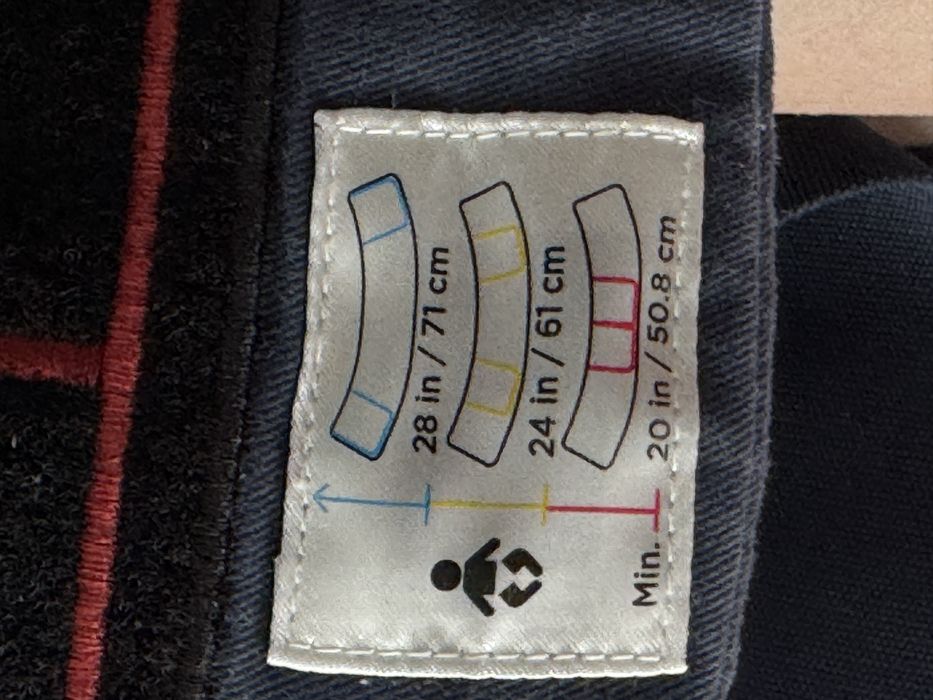 28 in / 71 cm
24 in / 61 cm
20 in / 50.8 cm
Min.